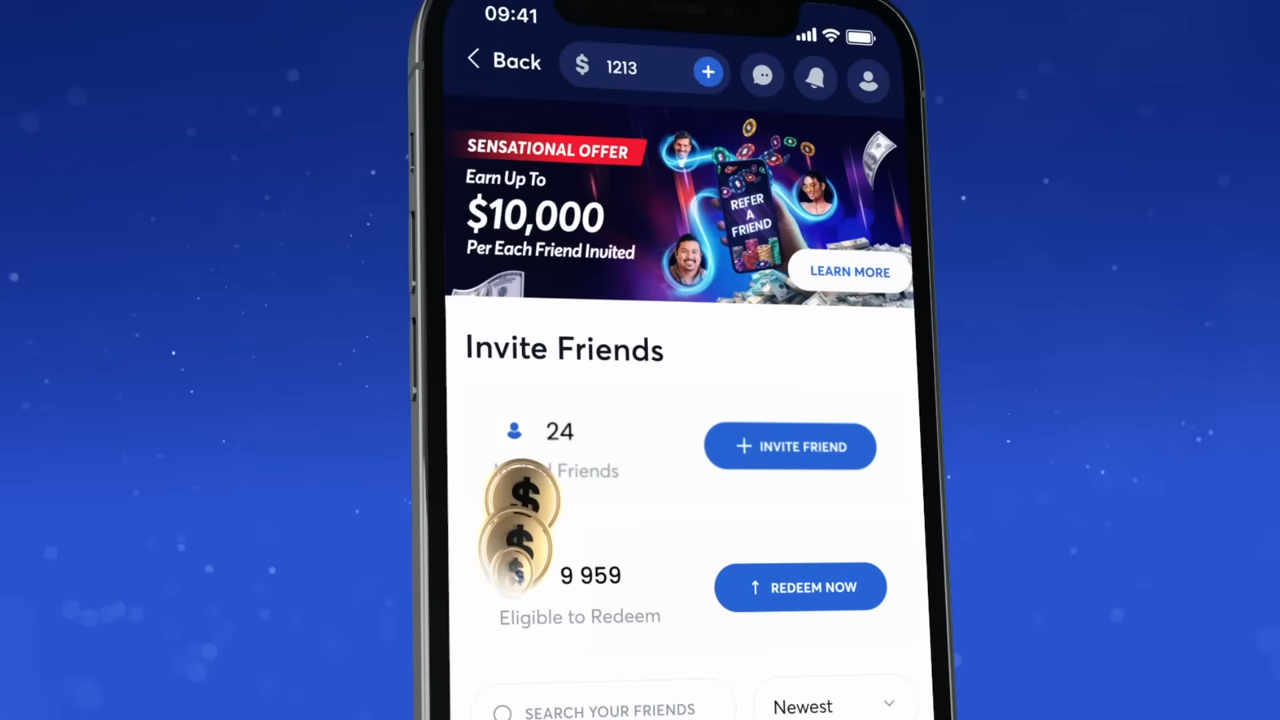 09:41
Back
$ 1213
SENSATIONAL OFFER
Earn Up To
$10,000
Per Each Friend Invited
REFER
A
FRIEND
LEARN MORE
Invite Friends
24
Friends
+ INVITE FRIEND
$
$
$
9 959
Eligible to Redeem
↑ REDEEM NOW
SEARCH YOUR FRIENDS
Newest